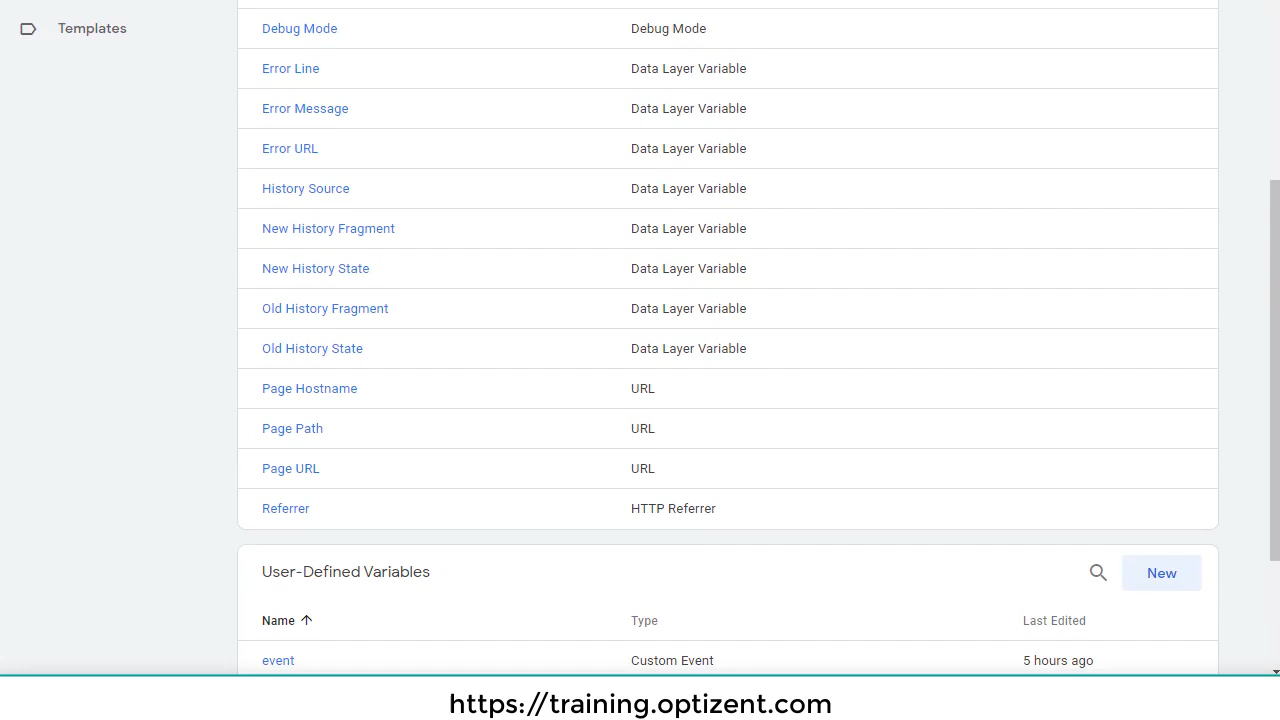 Templates
Debug Mode Debug Mode
Error Line Data Layer Variable
Error Message Data Layer Variable
Error URL Data Layer Variable
History Source Data Layer Variable
New History Fragment Data Layer Variable
New History State Data Layer Variable
Old History Fragment Data Layer Variable
Old History State Data Layer Variable
Page Hostname URL
Page Path URL
Page URL URL
Referrer HTTP Referrer
User-Defined Variables New
Name Type Last Edited
event Custom Event 5 hours ago
https://training.optizent.com